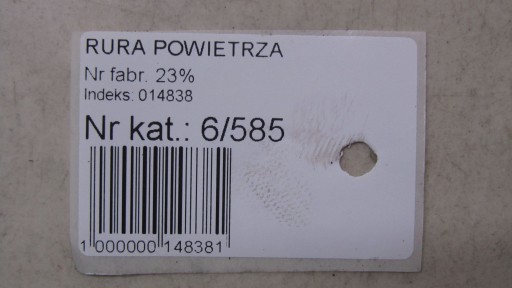 RURA POWIETRZA
Nr fabr. 23%
Indeks: 014838
Nr kat.: 6/585
1 000000 148381